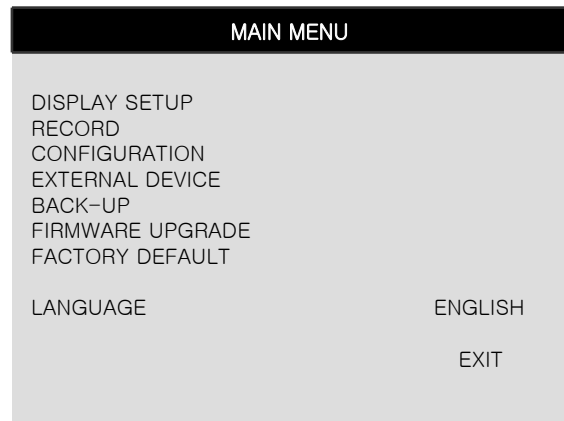 MAIN MENU
DISPLAY SETUP
RECORD
CONFIGURATION
EXTERNAL DEVICE
BACK-UP
FIRMWARE UPGRADE
FACTORY DEFAULT
LANGUAGE ENGLISH
EXIT